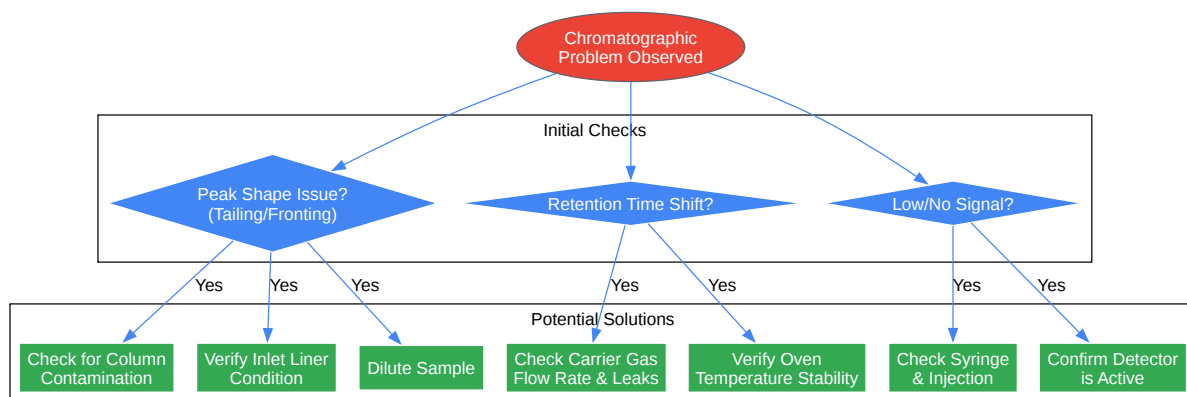 Chromatographic
Problem Observed
Initial Checks
Peak Shape Issue?
(Tailing/Fronting)
Retention Time Shift?
Low/No Signal?
Yes
Yes
Yes
Yes
Yes
Yes
Yes
Potential Solutions
Check for Column
Contamination
Verify Inlet Liner
Condition
Dilute Sample
Check Carrier Gas
Flow Rate & Leaks
Verify Oven
Temperature Stability
Check Syringe
& Injection
Confirm Detector
is Active